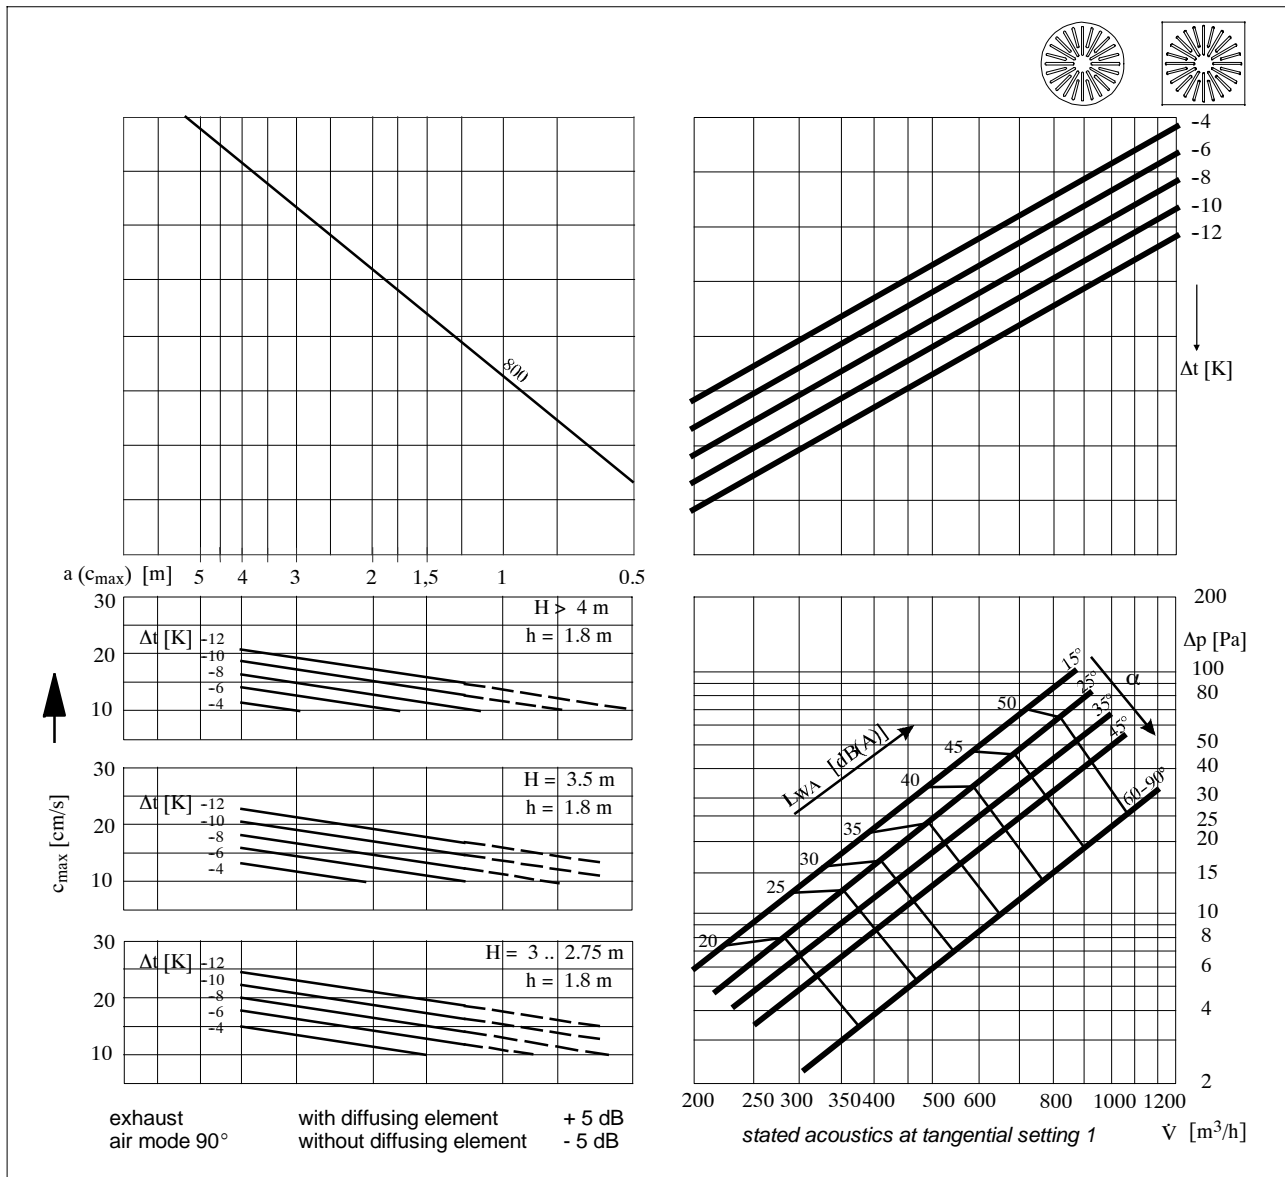 -4
-6
-8
-10
-12
Δt [K]
800
a (cmax) [m] 5 4 3 2 1,5 1 0.5
30
20
10
Δt [K]
-12
-10
-8
-6
-4
H > 4 m
h = 1.8 m
cmax [cm/s]
30
20
10
Δt [K]
-12
-10
-8
-6
-4
H = 3.5 m
h = 1.8 m
30
20
10
Δt [K]
-12
-10
-8
-6
-4
H = 3 .. 2.75 m
h = 1.8 m
200
Δp [Pa]
100
80
50
40
30
25
20
15
10
8
6
4
2
15°
25°
35°
45°
60-90°
α
LWA [dB(A)]
50
45
40
35
30
25
20
200 250 300 350 400 500 600 800 1000 1200
V̇ [m³/h]
stated acoustics at tangential setting 1
exhaust with diffusing element + 5 dB
air mode 90° without diffusing element - 5 dB